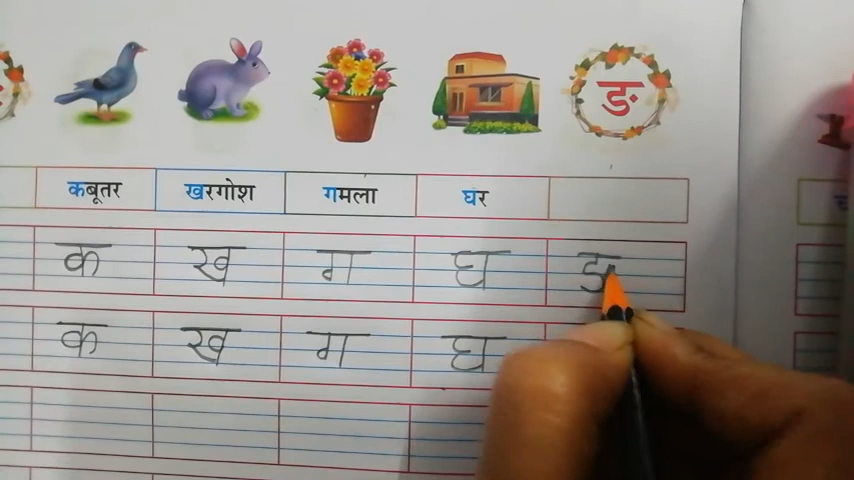 ङ
कबूतर खरगोश गमला घर
क ख ग घ ङ
क ख ग घ